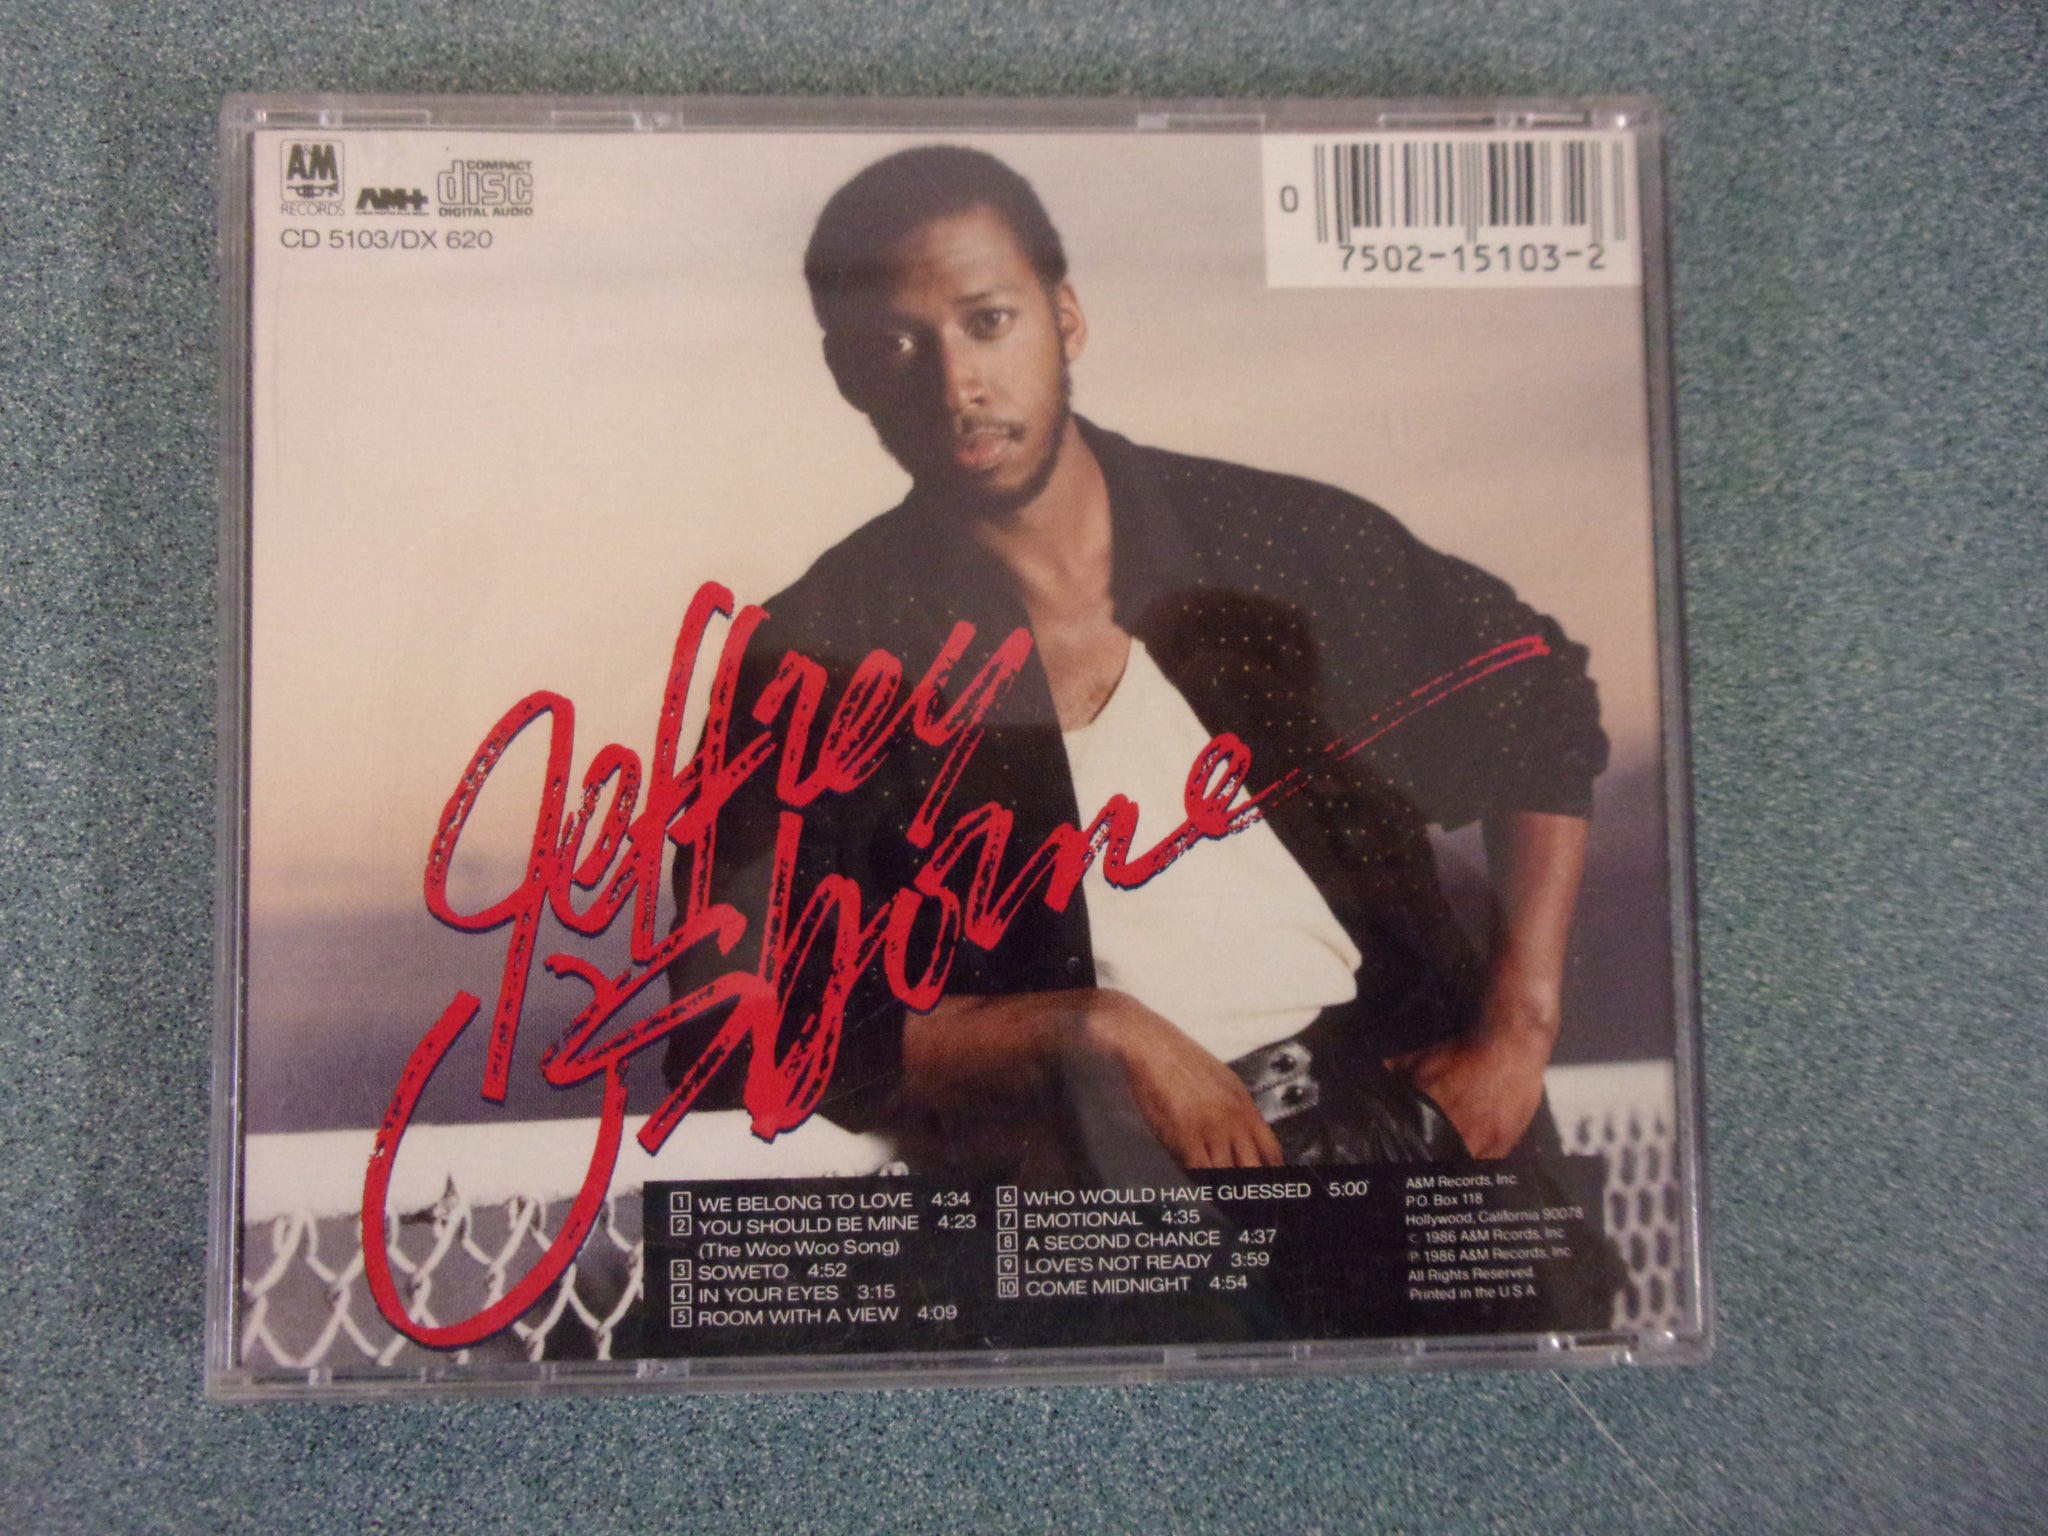 A&M
RECORDS
AM+
COMPACT
disc
DIGITAL AUDIO
CD 5103/DX 620
0
7502-15103-2
Jeffrey
Osborne
1 WE BELONG TO LOVE 4:34
2 YOU SHOULD BE MINE 4:23
(The Woo Woo Song)
3 SOWETO 4:52
4 IN YOUR EYES 3:15
5 ROOM WITH A VIEW 4:09
6 WHO WOULD HAVE GUESSED 5:00
7 EMOTIONAL 4:35
8 A SECOND CHANCE 4:37
9 LOVE'S NOT READY 3:59
10 COME MIDNIGHT 4:54
A&M Records, Inc.
P.O. Box 118
Hollywood, California 90078
© 1986 A&M Rcords, Inc
℗ 1986 A&M Records, Inc
All Rights Reserved.
Printed in the U S A